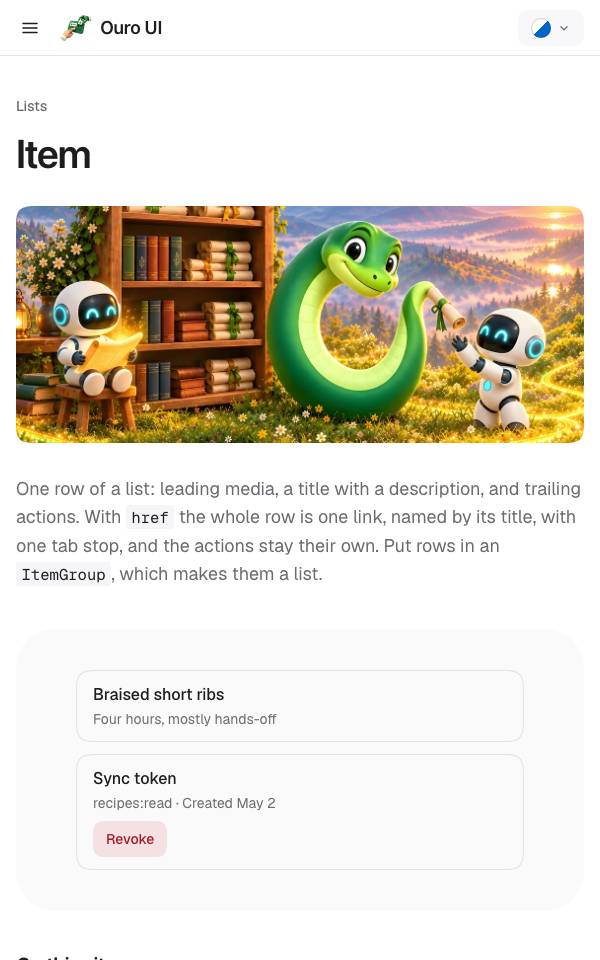 Ouro UI
Lists
Item
One row of a list: leading media, a title with a description, and trailing
actions. With href the whole row is one link, named by its title, with
one tab stop, and the actions stay their own. Put rows in an
ItemGroup, which makes them a list.
Braised short ribs
Four hours, mostly hands-off
Sync token
recipes:read · Created May 2
Revoke